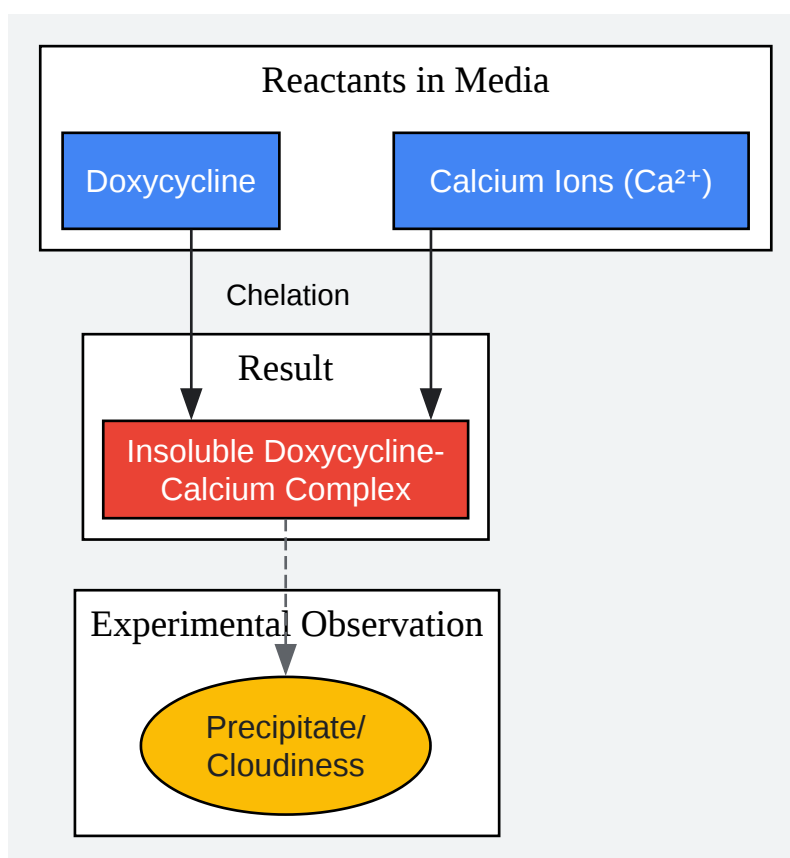 Reactants in Media
Doxycycline
Calcium Ions (Ca²⁺)
Chelation
Result
Insoluble Doxycycline-
Calcium Complex
Experimental Observation
Precipitate/
Cloudiness